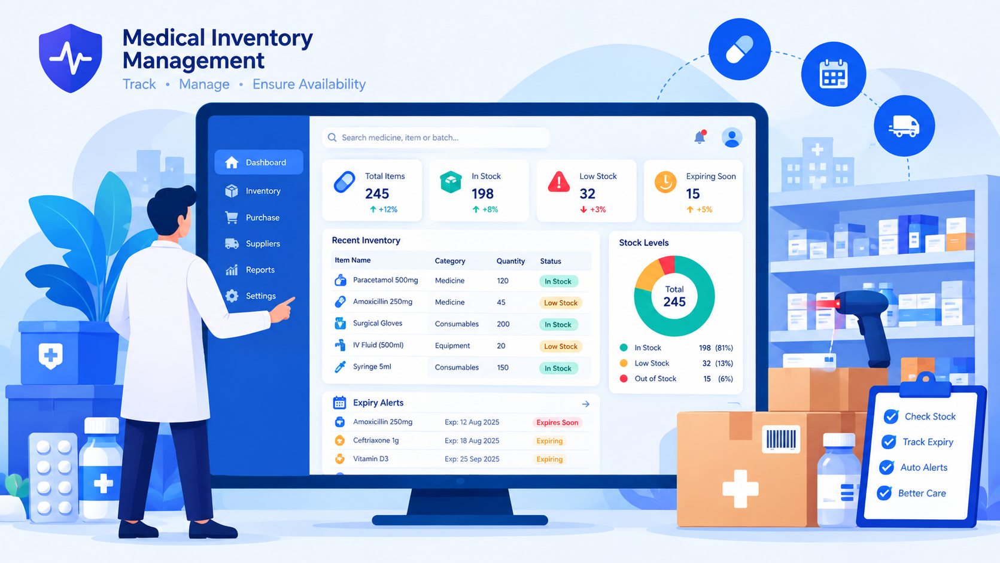 Medical Inventory
Management
Track • Manage • Ensure Availability
Search medicine, item or batch...
Dashboard
Inventory
Purchase
Suppliers
Reports
Settings
Total Items
245
+12%
In Stock
198
+8%
Low Stock
32
+3%
Expiring Soon
15
+5%
Recent Inventory
Item Name Category Quantity Status
Paracetamol 500mg Medicine 120 In Stock
Amoxicillin 250mg Medicine 45 Low Stock
Surgical Gloves Consumables 200 In Stock
IV Fluid (500ml) Equipment 20 Low Stock
Syringe 5ml Consumables 150 In Stock
Stock Levels
Total
245
In Stock 198 (81%)
Low Stock 32 (13%)
Out of Stock 15 (6%)
Expiry Alerts
Amoxicillin 250mg Exp: 12 Aug 2025 Expires Soon
Ceftriaxone 1g Exp: 18 Aug 2025 Expiring
Vitamin D3 Exp: 25 Sep 2025 Expiring
Check Stock
Track Expiry
Auto Alerts
Better Care